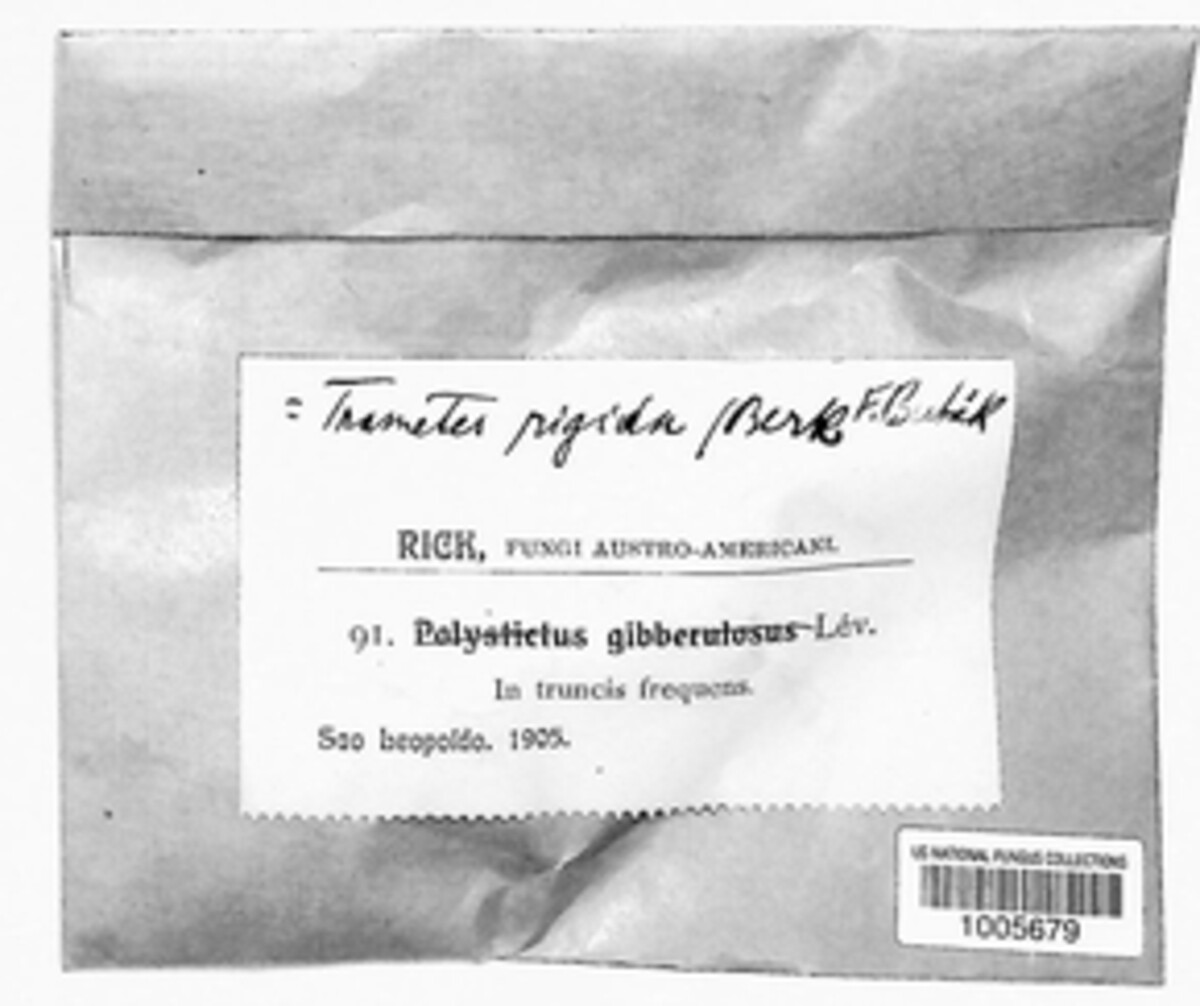 = Trametes rigida (Berk F. Bubák
RICK, FUNGI AUSTRO-AMERICANI.
91. Polystictus gibberulosus Lév.
In truncis frequens.
Sao Leopoldo. 1905.
US NATIONAL FUNGUS COLLECTIONS
1005679